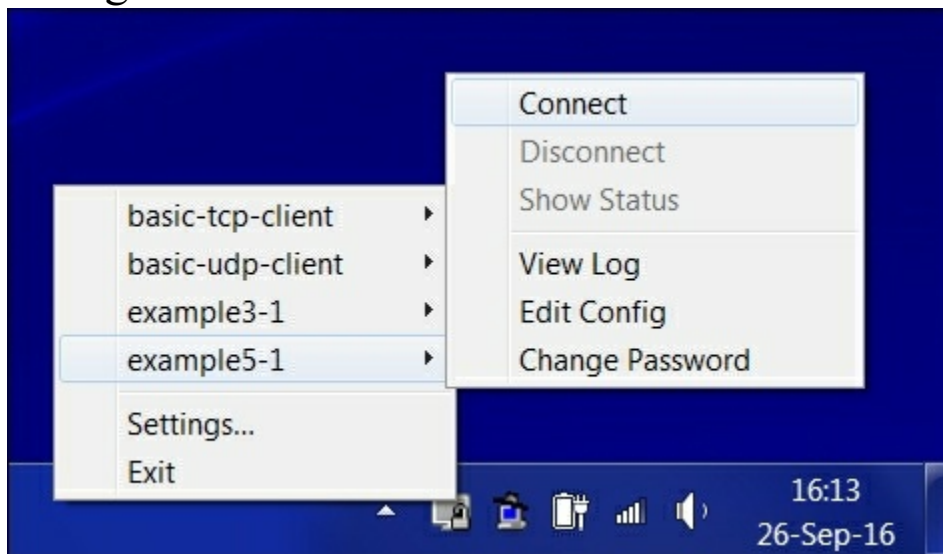 Connect
Disconnect
Show Status
View Log
Edit Config
Change Password
basic-tcp-client
basic-udp-client
example3-1
example5-1
Settings...
Exit
16:13
26-Sep-16